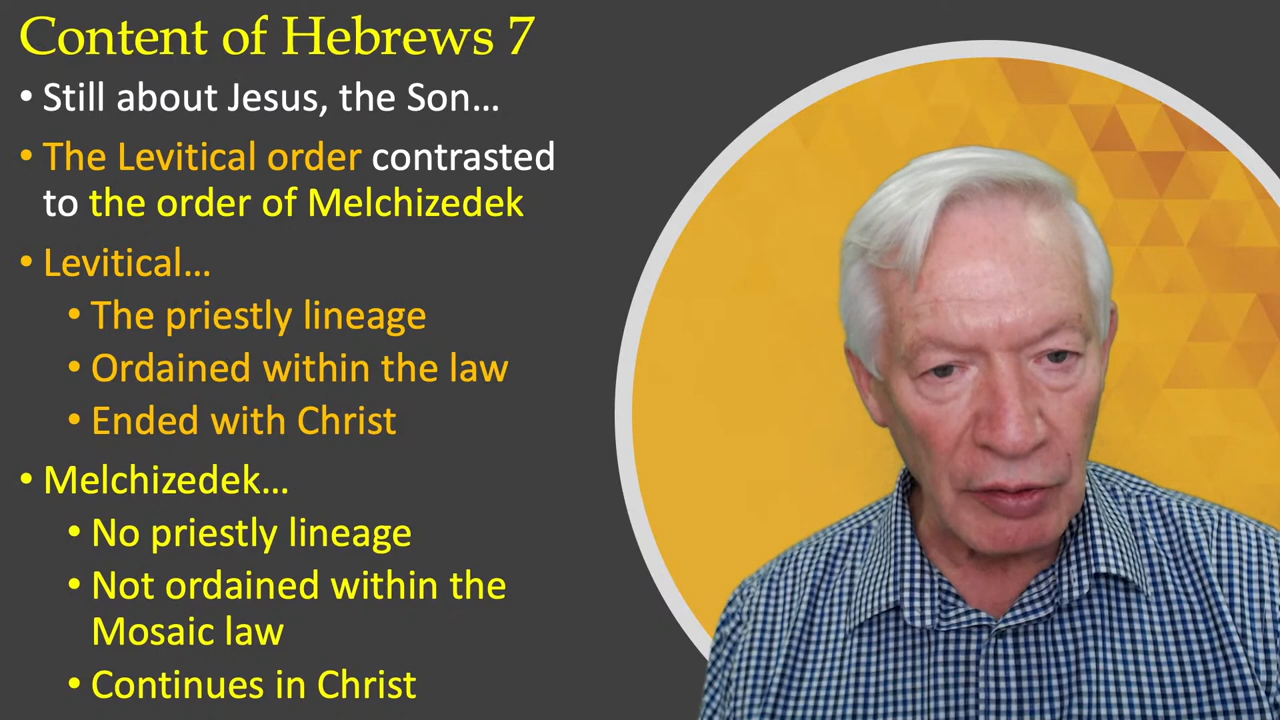 Content of Hebrews 7
• Still about Jesus, the Son…
• The Levitical order contrasted
to the order of Melchizedek
• Levitical…
• The priestly lineage
• Ordained within the law
• Ended with Christ
• Melchizedek…
• No priestly lineage
• Not ordained within the
Mosaic law
• Continues in Christ